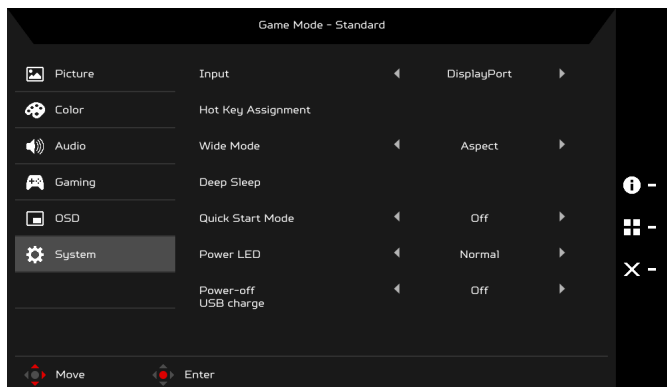 Game Mode - Standard
Picture
Input DisplayPort
Color
Hot Key Assignment
Audio
Wide Mode Aspect
Gaming
Deep Sleep
OSD
Quick Start Mode Off
System
Power LED Normal
Power-off Off
USB charge
Move Enter